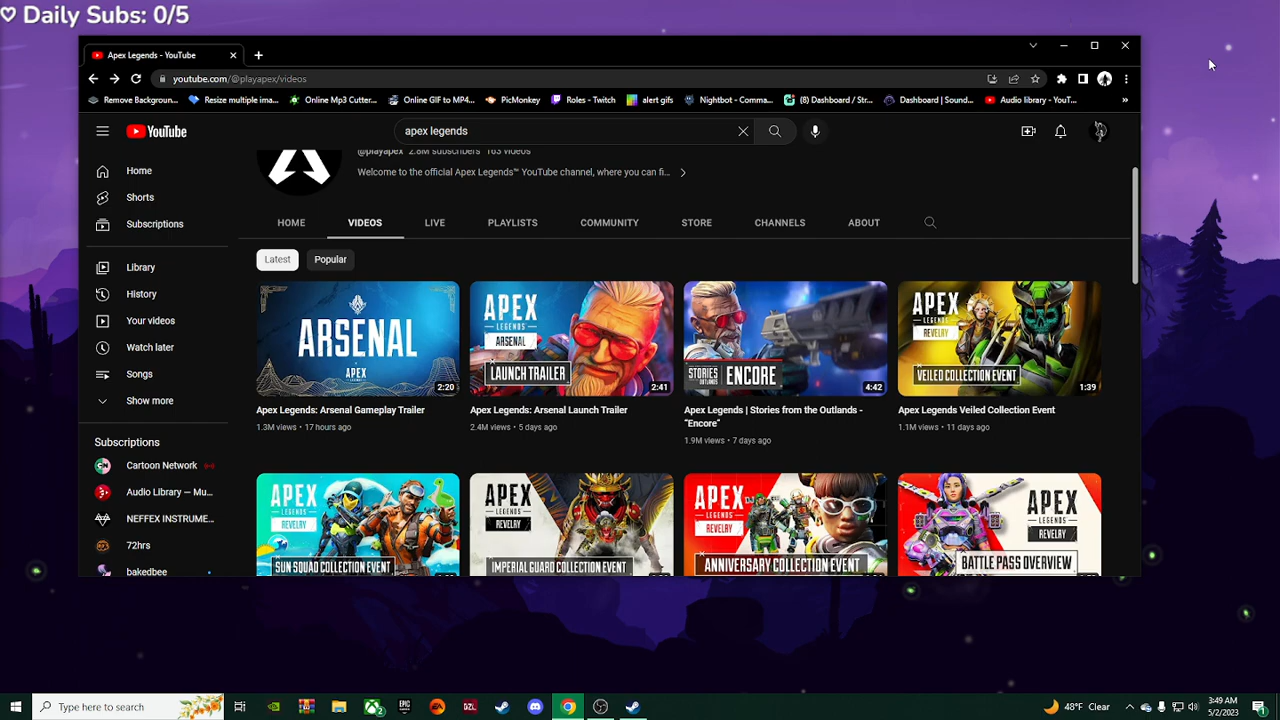 ♡ Daily Subs: 0/5
Apex Legends - YouTube
youtube.com/@playapex/videos
Remove Backgroun...
Resize multiple ima...
Online Mp3 Cutter...
Online GIF to MP4...
PicMonkey
Roles - Twitch
alert gifs
Nightbot - Comma...
(8) Dashboard / Str...
Dashboard | Sound...
Audio library - YouT...
YouTube
apex legends
@playapex 2.8M subscribers 163 videos
Welcome to the official Apex Legends™ YouTube channel, where you can fi...
HOME
VIDEOS
LIVE
PLAYLISTS
COMMUNITY
STORE
CHANNELS
ABOUT
Latest
Popular
Home
Shorts
Subscriptions
Library
History
Your videos
Watch later
Songs
Show more
Subscriptions
Cartoon Network
Audio Library — Mu...
NEFFEX INSTRUME...
72hrs
bakedbee
ARSENAL
APEX
2:20
Apex Legends: Arsenal Gameplay Trailer
1.3M views • 17 hours ago
APEX
LEGENDS
ARSENAL
LAUNCH TRAILER
2:41
Apex Legends: Arsenal Launch Trailer
2.4M views • 5 days ago
STORIES
OUTLANDS
ENCORE
4:42
Apex Legends | Stories from the Outlands -
"Encore"
1.9M views • 7 days ago
APEX
LEGENDS
REVELRY
VEILED COLLECTION EVENT
1:39
Apex Legends Veiled Collection Event
1.1M views • 11 days ago
APEX
LEGENDS
REVELRY
SUN SQUAD COLLECTION EVENT
APEX
LEGENDS
REVELRY
IMPERIAL GUARD COLLECTION EVENT
APEX
LEGENDS
REVELRY
ANNIVERSARY COLLECTION EVENT
APEX
LEGENDS
REVELRY
BATTLE PASS OVERVIEW
Type here to search
EPIC
EA
DZL
48°F Clear
3:49 AM
5/2/2023
1